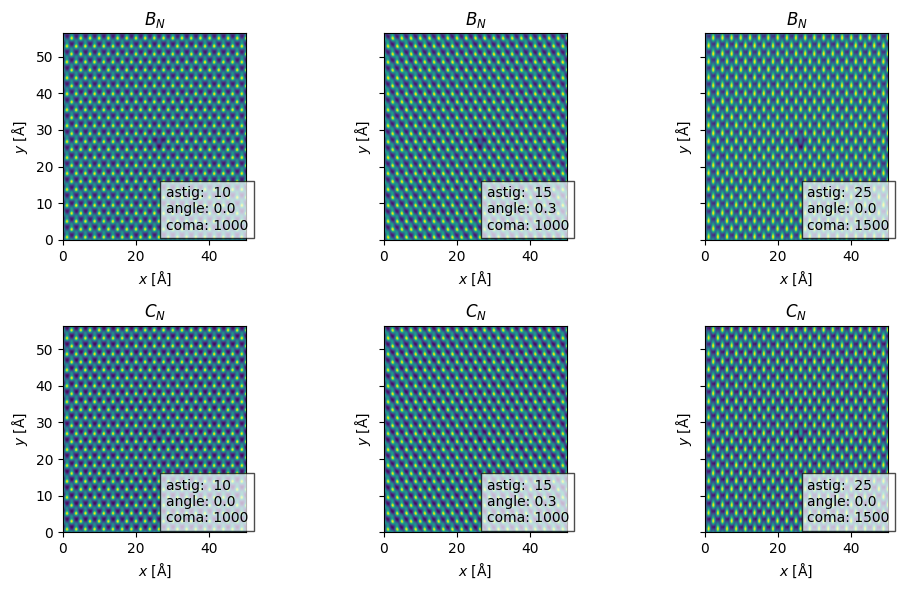 B_N
B_N
B_N
y [Å]
50
40
30
20
10
0
astig:  10
angle: 0.0
coma: 1000
0 20 40
x [Å]
y [Å]
astig:  15
angle: 0.3
coma: 1000
0 20 40
x [Å]
y [Å]
astig:  25
angle: 0.0
coma: 1500
0 20 40
x [Å]
C_N
C_N
C_N
y [Å]
50
40
30
20
10
0
astig:  10
angle: 0.0
coma: 1000
0 20 40
x [Å]
y [Å]
astig:  15
angle: 0.3
coma: 1000
0 20 40
x [Å]
y [Å]
astig:  25
angle: 0.0
coma: 1500
0 20 40
x [Å]